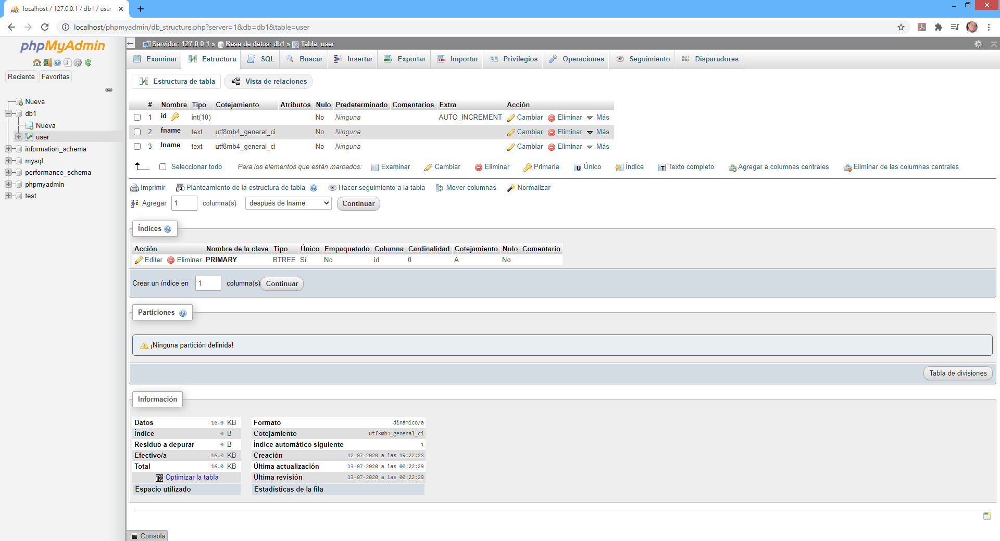 localhost / 127.0.0.1 / db1 / user
localhost/phpmyadmin/db_structure.php?server=1&db=db1&table=user
phpMyAdmin
Reciente Favoritas
Nueva
db1
Nueva
user
information_schema
mysql
performance_schema
phpmyadmin
test
Servidor: 127.0.0.1 » Base de datos: db1 » Tabla: user
Examinar Estructura SQL Buscar Insertar Exportar Importar Privilegios Operaciones Seguimiento Disparadores
Estructura de tabla Vista de relaciones
# Nombre Tipo Cotejamiento Atributos Nulo Predeterminado Comentarios Extra Acción
1 id int(10) No Ninguna AUTO_INCREMENT Cambiar Eliminar Más
2 fname text utf8mb4_general_ci No Ninguna Cambiar Eliminar Más
3 lname text utf8mb4_general_ci No Ninguna Cambiar Eliminar Más
Seleccionar todo Para los elementos que están marcados: Examinar Cambiar Eliminar Primaria Único Índice Texto completo Agregar a columnas centrales Eliminar de las columnas centrales
Imprimir Planteamiento de la estructura de tabla Hacer seguimiento a la tabla Mover columnas Normalizar
Agregar 1 columna(s) después de lname Continuar
Índices
Acción Nombre de la clave Tipo Único Empaquetado Columna Cardinalidad Cotejamiento Nulo Comentario
Editar Eliminar PRIMARY BTREE Sí No id 0 A No
Crear un índice en 1 columna(s) Continuar
Particiones
¡Ninguna partición definida!
Tabla de divisiones
Información
Datos 16.0 KB
Índice 0 B
Residuo a depurar 0 B
Efectivo/a 16.0 KB
Total 16.0 KB
Optimizar la tabla
Espacio utilizado
Formato dinámico/a
Cotejamiento utf8mb4_general_ci
Índice automático siguiente 1
Creación 12-07-2020 a las 19:22:28
Última actualización 13-07-2020 a las 00:22:29
Última revisión 13-07-2020 a las 00:22:29
Estadísticas de la fila
Consola